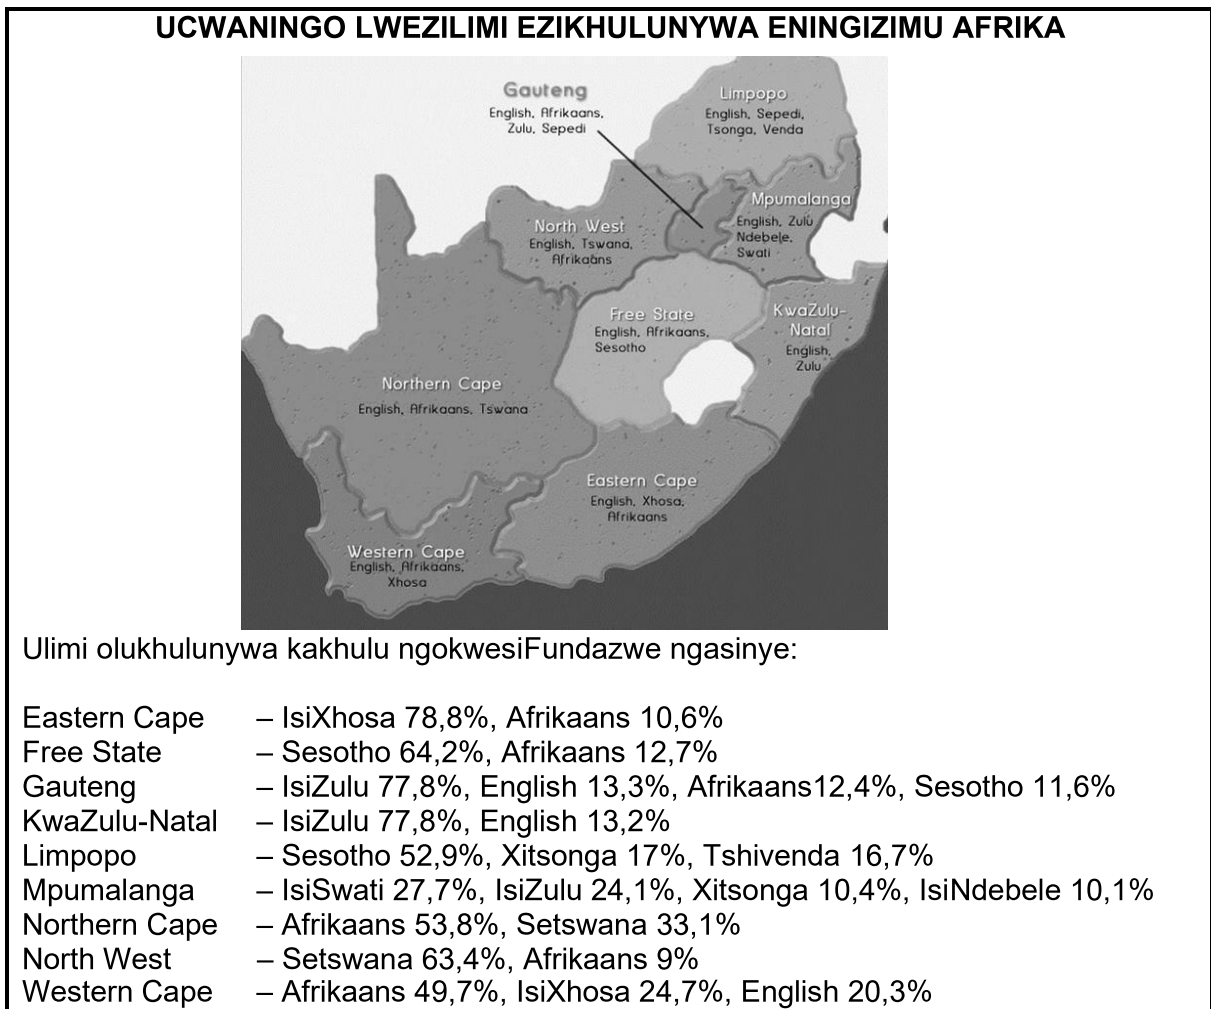 UCWANINGO LWEZILIMI EZIKHULUNYWA ENINGIZIMU AFRIKA
Gauteng
English, Afrikaans,
Zulu, Sepedi
Limpopo
English, Sepedi,
Tsonga, Venda
Mpumalanga
English, Zulu
Ndebele,
Swati
North West
English, Tswana,
Afrikaans
Free State
English, Afrikaans,
Sesotho
KwaZulu-
Natal
English,
Zulu
Northern Cape
English, Afrikaans, Tswana
Eastern Cape
English, Xhosa,
Afrikaans
Western Cape
English, Afrikaans,
Xhosa
Ulimi olukhulunywa kakhulu ngokwesiFundazwe ngasinye:
Eastern Cape – IsiXhosa 78,8%, Afrikaans 10,6%
Free State – Sesotho 64,2%, Afrikaans 12,7%
Gauteng – IsiZulu 77,8%, English 13,3%, Afrikaans12,4%, Sesotho 11,6%
KwaZulu-Natal – IsiZulu 77,8%, English 13,2%
Limpopo – Sesotho 52,9%, Xitsonga 17%, Tshivenda 16,7%
Mpumalanga – IsiSwati 27,7%, IsiZulu 24,1%, Xitsonga 10,4%, IsiNdebele 10,1%
Northern Cape – Afrikaans 53,8%, Setswana 33,1%
North West – Setswana 63,4%, Afrikaans 9%
Western Cape – Afrikaans 49,7%, IsiXhosa 24,7%, English 20,3%